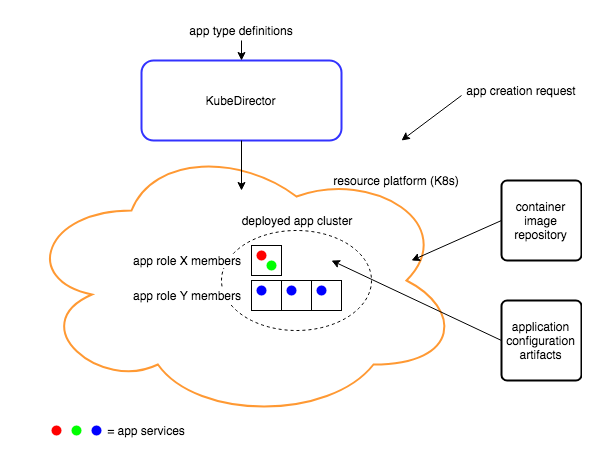 app type definitions
KubeDirector
app creation request
resource platform (K8s)
container
image
repository
deployed app cluster
app role X members
app role Y members
application
configuration
artifacts
= app services